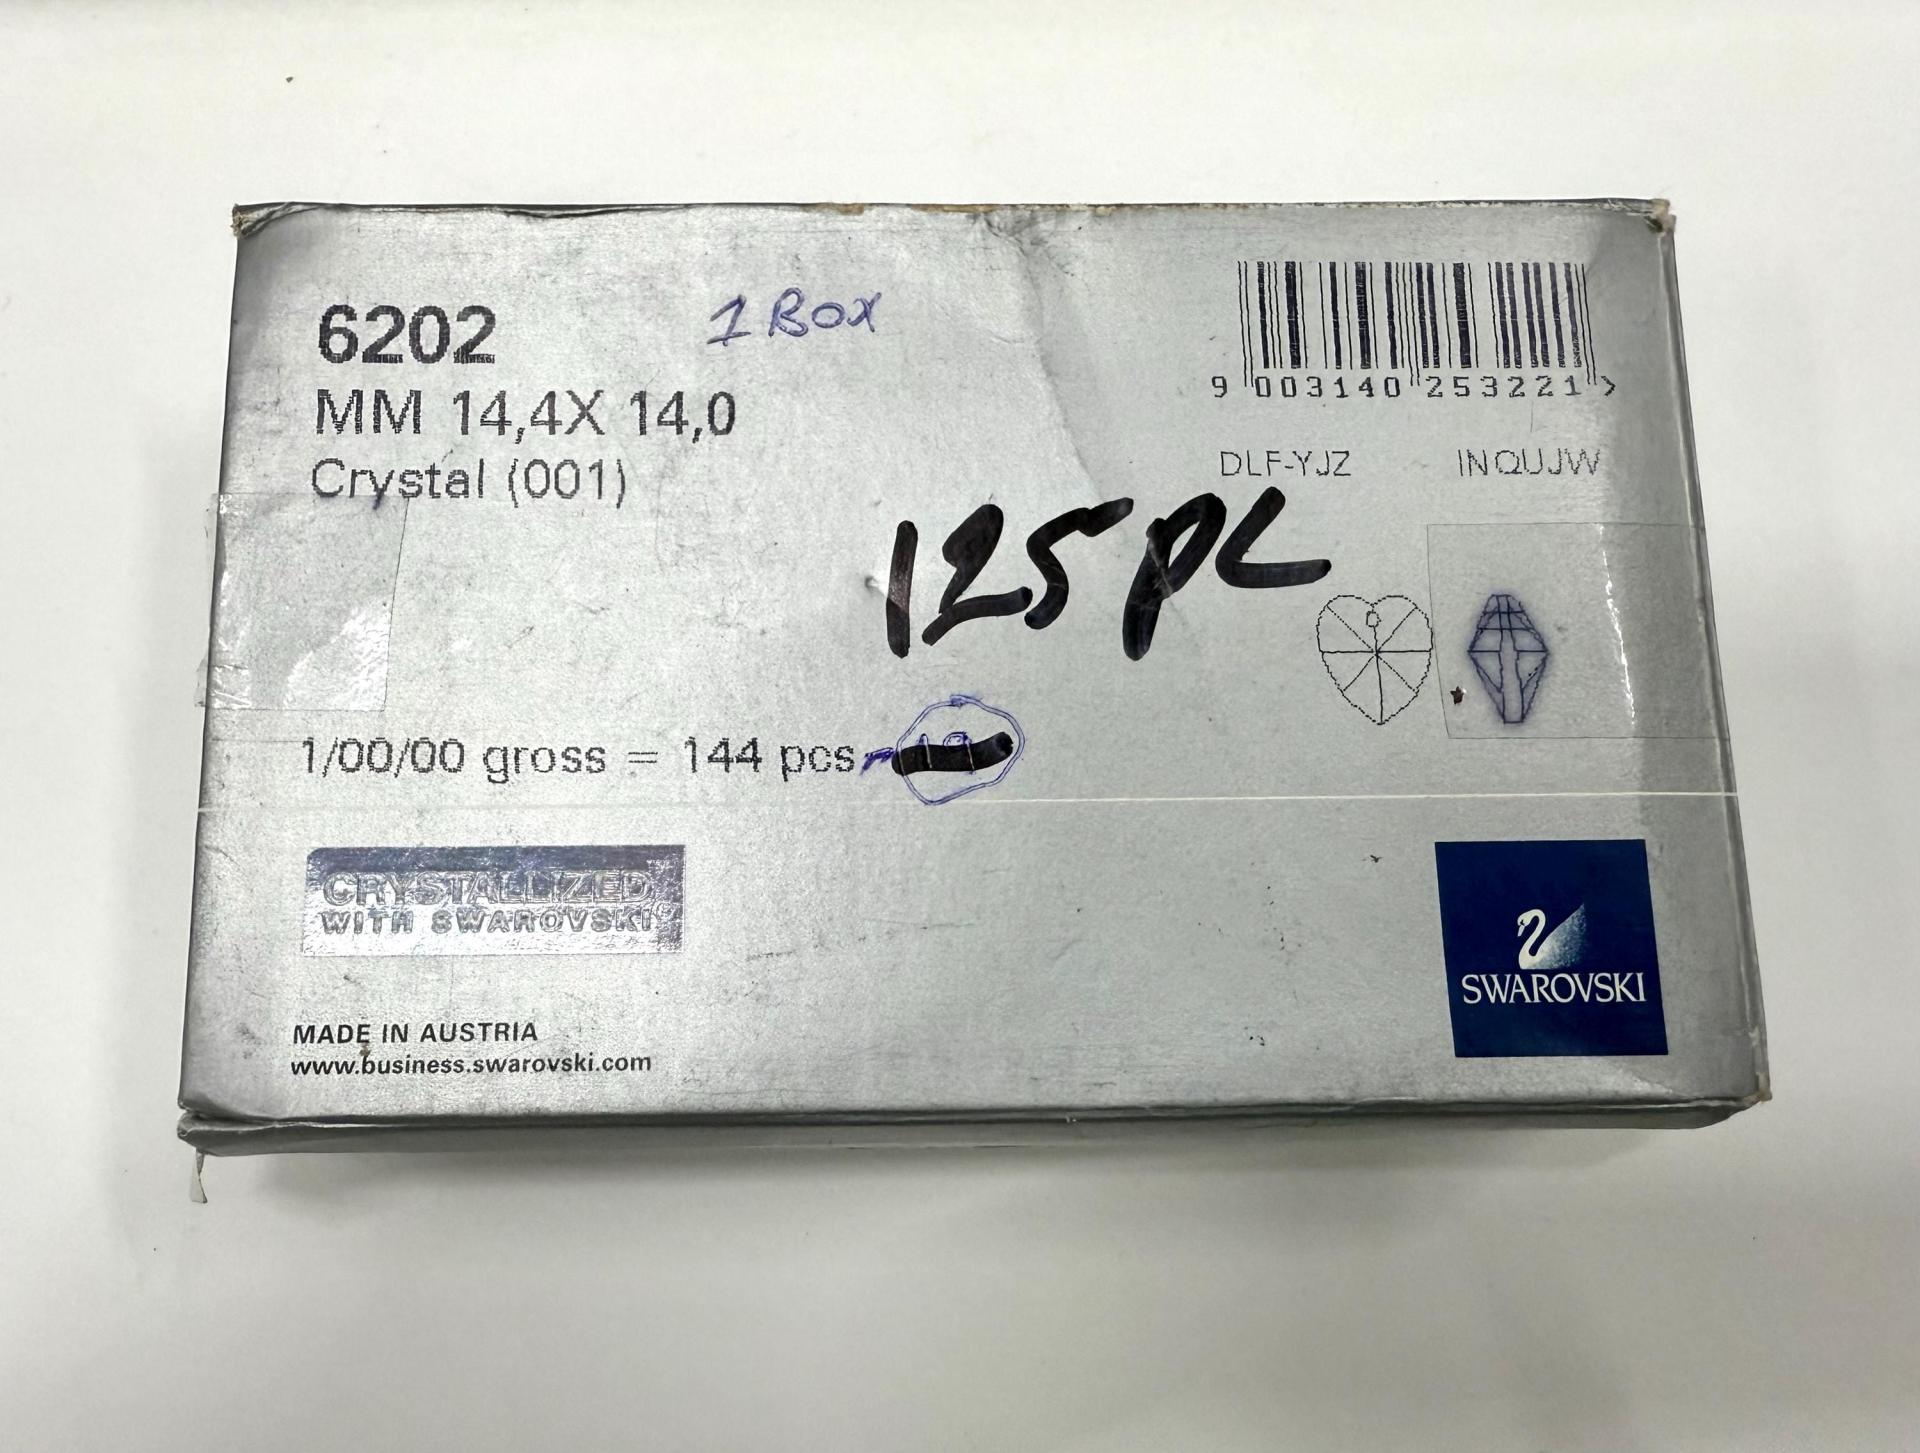 6202
1 Box
MM 14,4X 14,0
Crystal (001)
9 003140 253221 >
DLF-YJZ INQUJW
125 PC
1/00/00 gross = 144 pcs
CRYSTALLIZED
WITH SWAROVSKI
SWAROVSKI
MADE IN AUSTRIA
www.business.swarovski.com